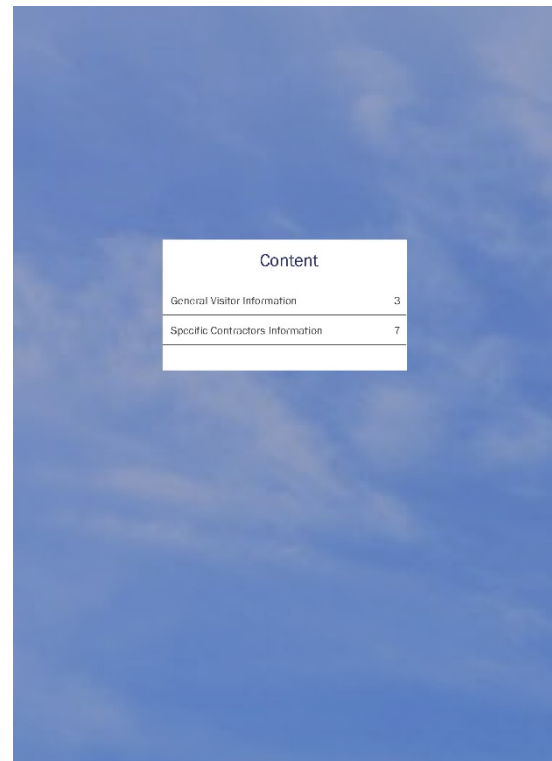 Content
General Visitor Information 3
Specific Contractors Information 7